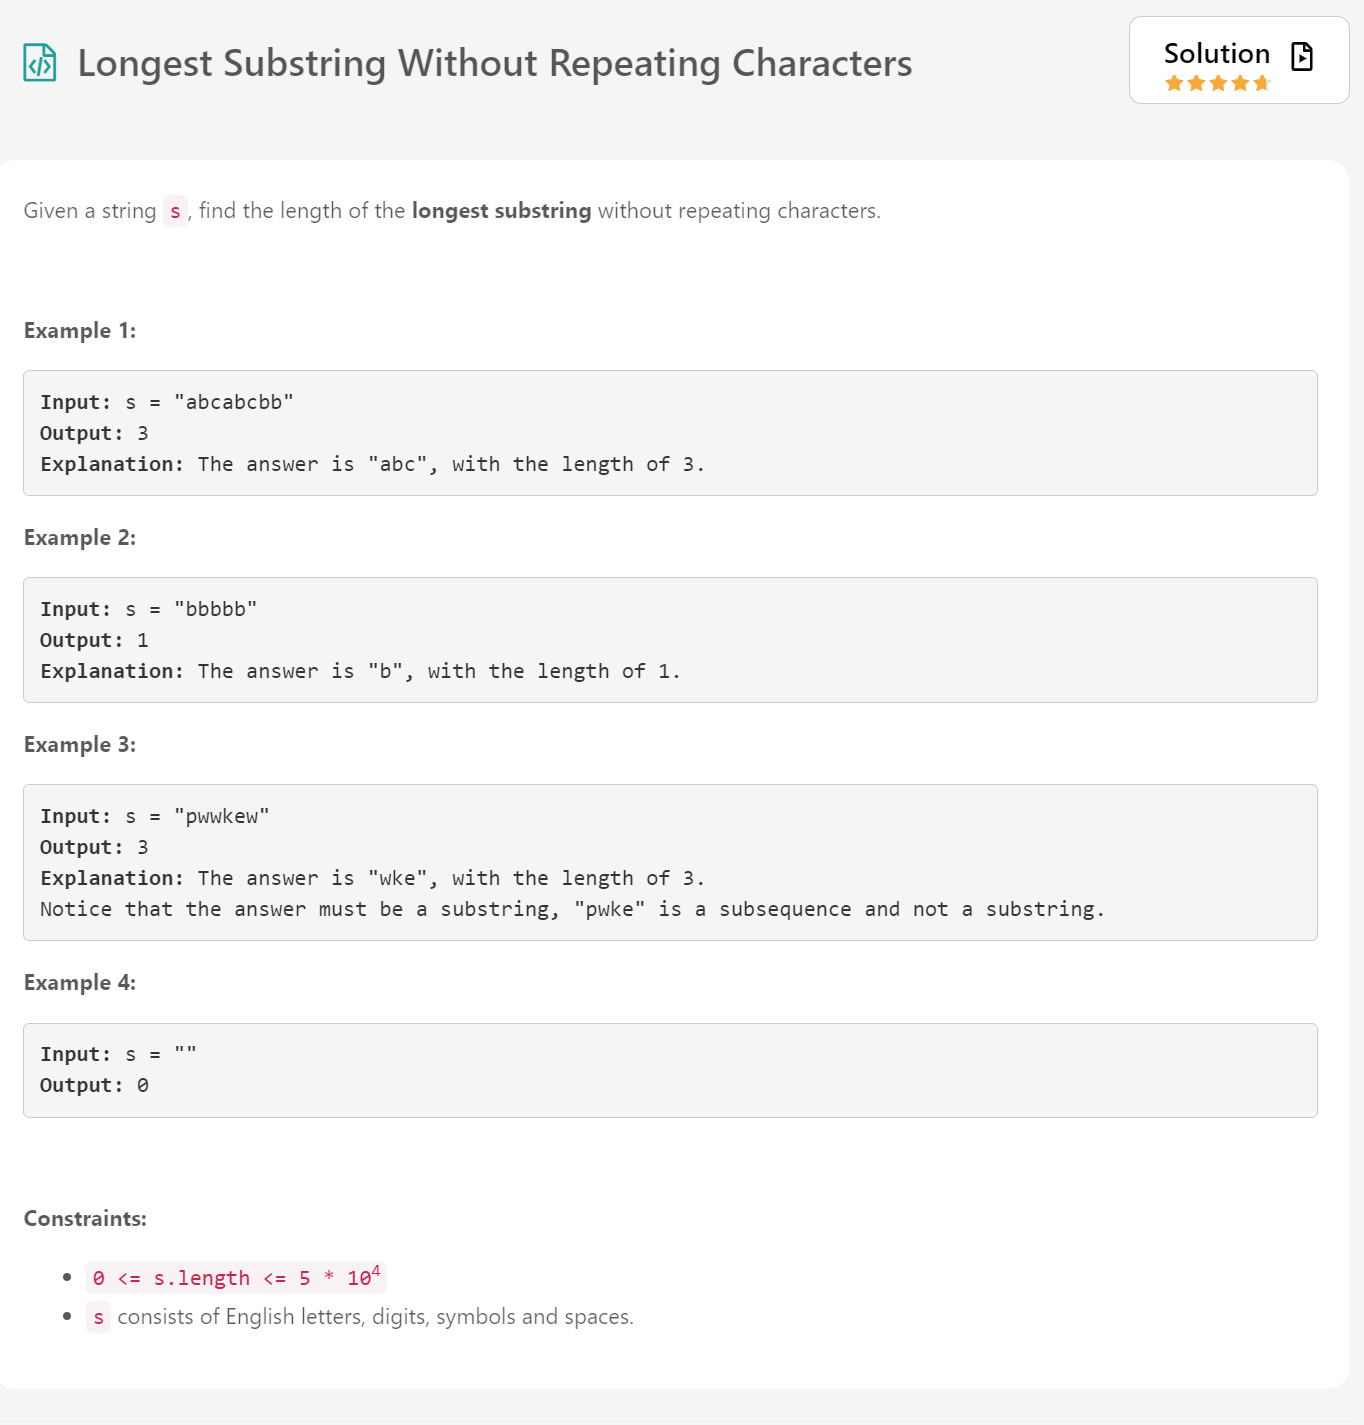 Longest Substring Without Repeating Characters
Solution
Given a string s, find the length of the longest substring without repeating characters.
Example 1:
Input: s = "abcabcbb"
Output: 3
Explanation: The answer is "abc", with the length of 3.
Example 2:
Input: s = "bbbbb"
Output: 1
Explanation: The answer is "b", with the length of 1.
Example 3:
Input: s = "pwwkew"
Output: 3
Explanation: The answer is "wke", with the length of 3.
Notice that the answer must be a substring, "pwke" is a subsequence and not a substring.
Example 4:
Input: s = ""
Output: 0
Constraints:
0 <= s.length <= 5 * 10⁴
s consists of English letters, digits, symbols and spaces.